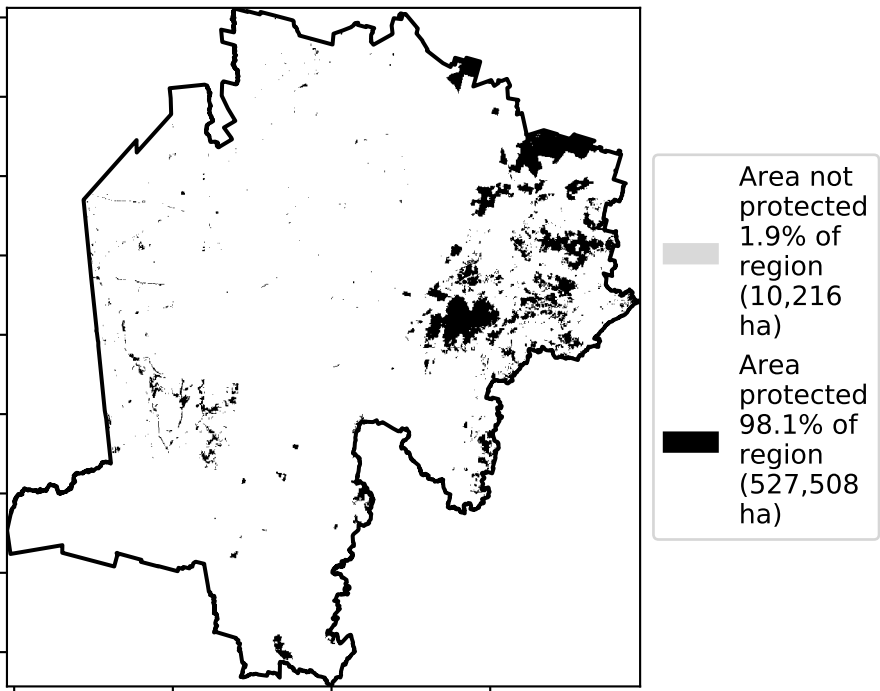 Area not
protected
1.9% of
region
(10,216
ha)
Area
protected
98.1% of
region
(527,508
ha)